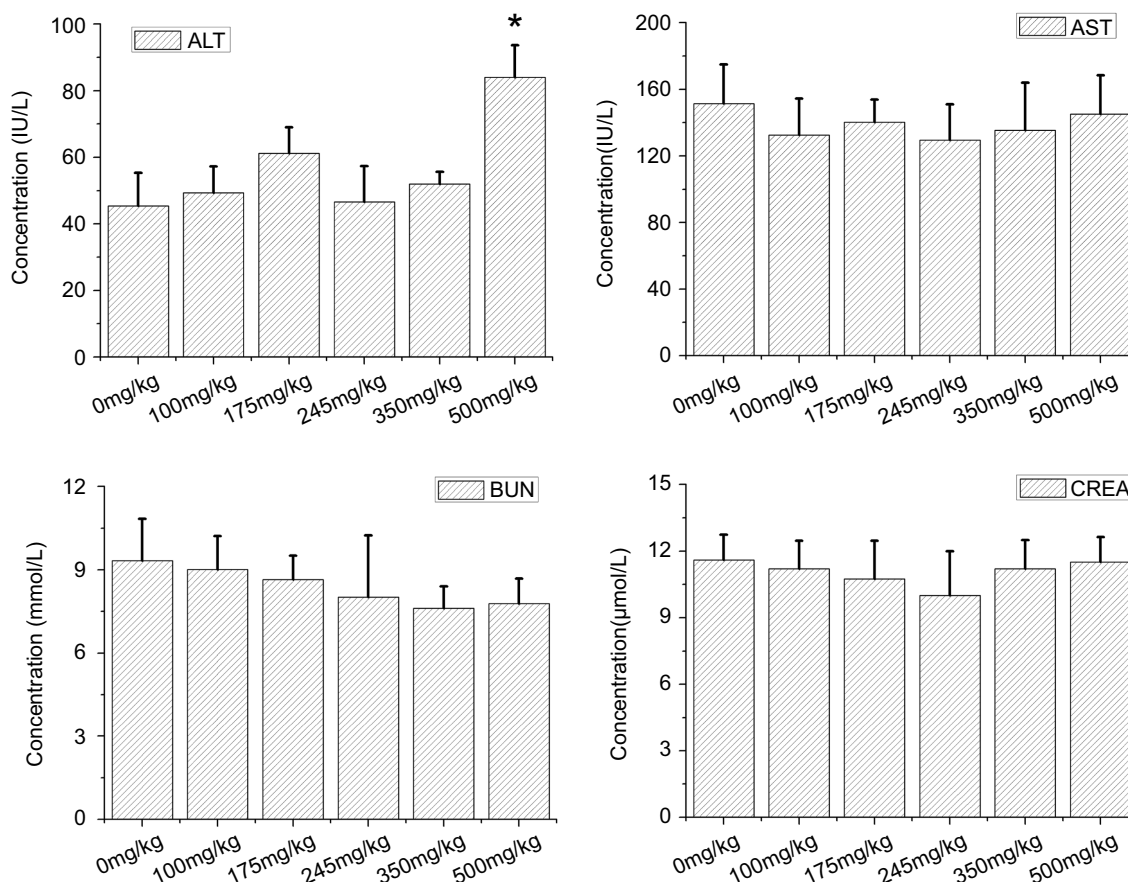 ALT
*
Concentration (IU/L)
100
80
60
40
20
0
0mg/kg
100mg/kg
175mg/kg
245mg/kg
350mg/kg
500mg/kg
AST
Concentration(IU/L)
200
160
120
80
40
0
0mg/kg
100mg/kg
175mg/kg
245mg/kg
350mg/kg
500mg/kg
BUN
Concentration (mmol/L)
12
9
6
3
0
0mg/kg
100mg/kg
175mg/kg
245mg/kg
350mg/kg
500mg/kg
CREA
Concentration(μmol/L)
15
12
9
6
3
0
0mg/kg
100mg/kg
175mg/kg
245mg/kg
350mg/kg
500mg/kg